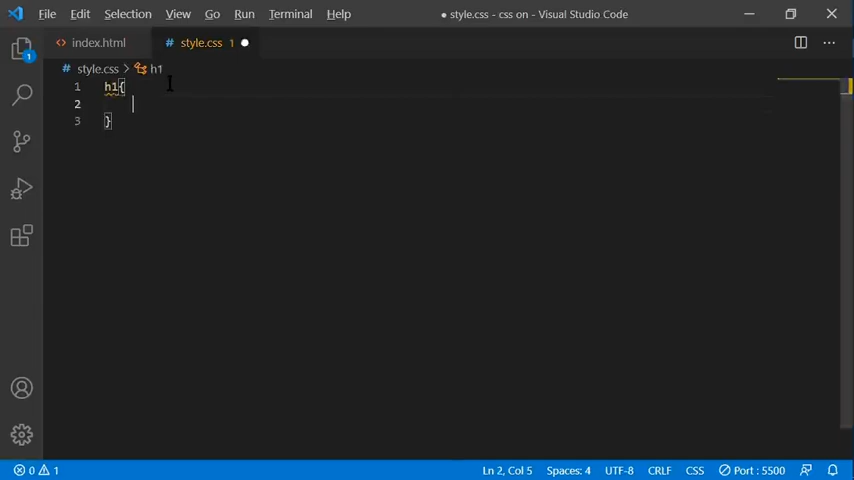 File Edit Selection View Go Run Terminal Help ● style.css - css on - Visual Studio Code
index.html # style.css 1
# style.css > h1
1 h1{
2
3 }
1
0 1 Ln 2, Col 5 Spaces: 4 UTF-8 CRLF CSS Port : 5500